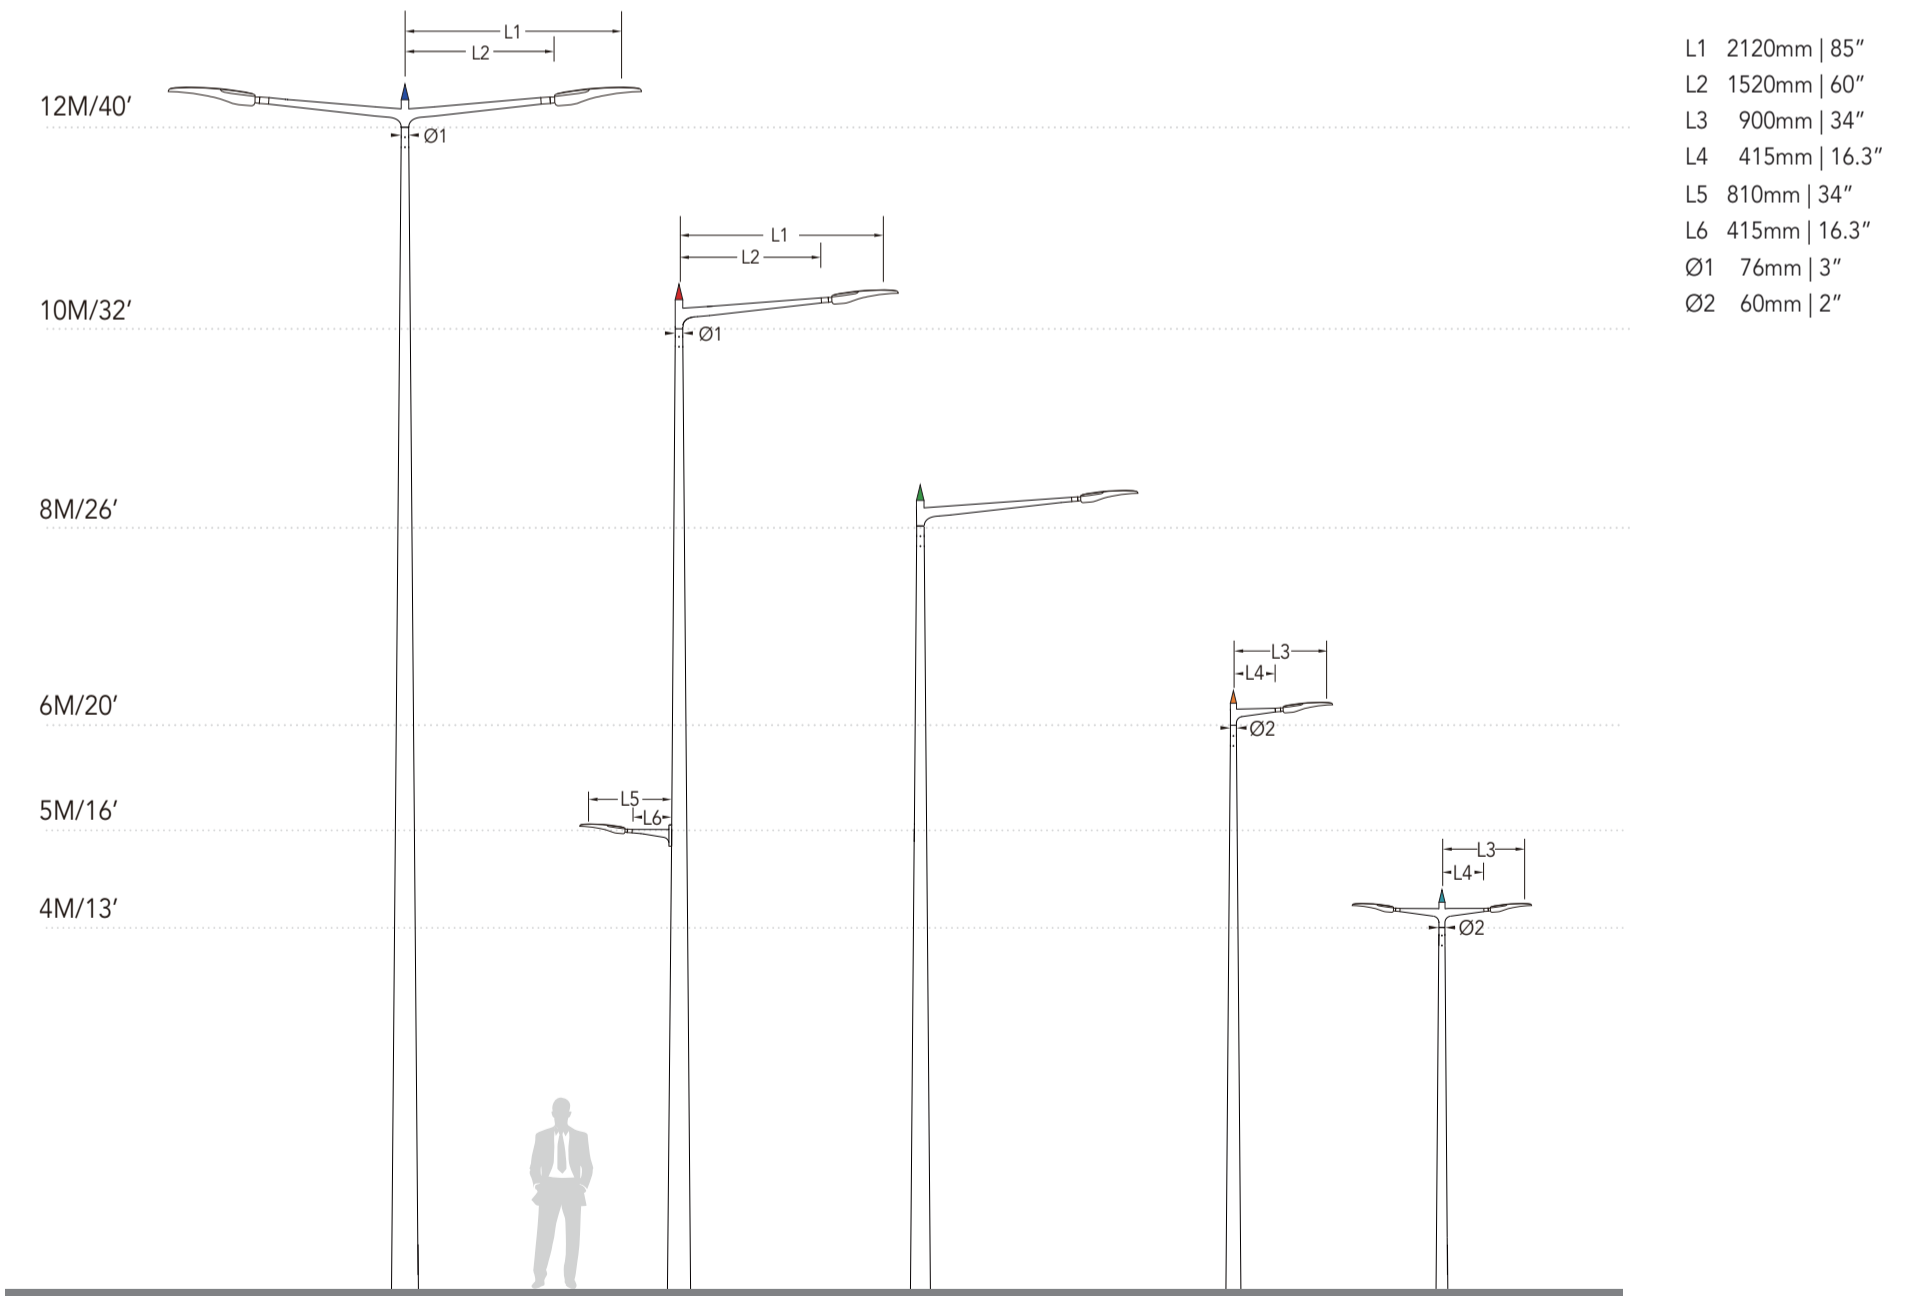 L1
L2
12M/40′
Ø1
L1
L2
10M/32′
Ø1
8M/26′
L3
L4
6M/20′
Ø2
L5
L6
5M/16′
L3
L4
4M/13′
Ø2
L1 2120mm | 85″
L2 1520mm | 60″
L3 900mm | 34″
L4 415mm | 16.3″
L5 810mm | 34″
L6 415mm | 16.3″
Ø1 76mm | 3″
Ø2 60mm | 2″